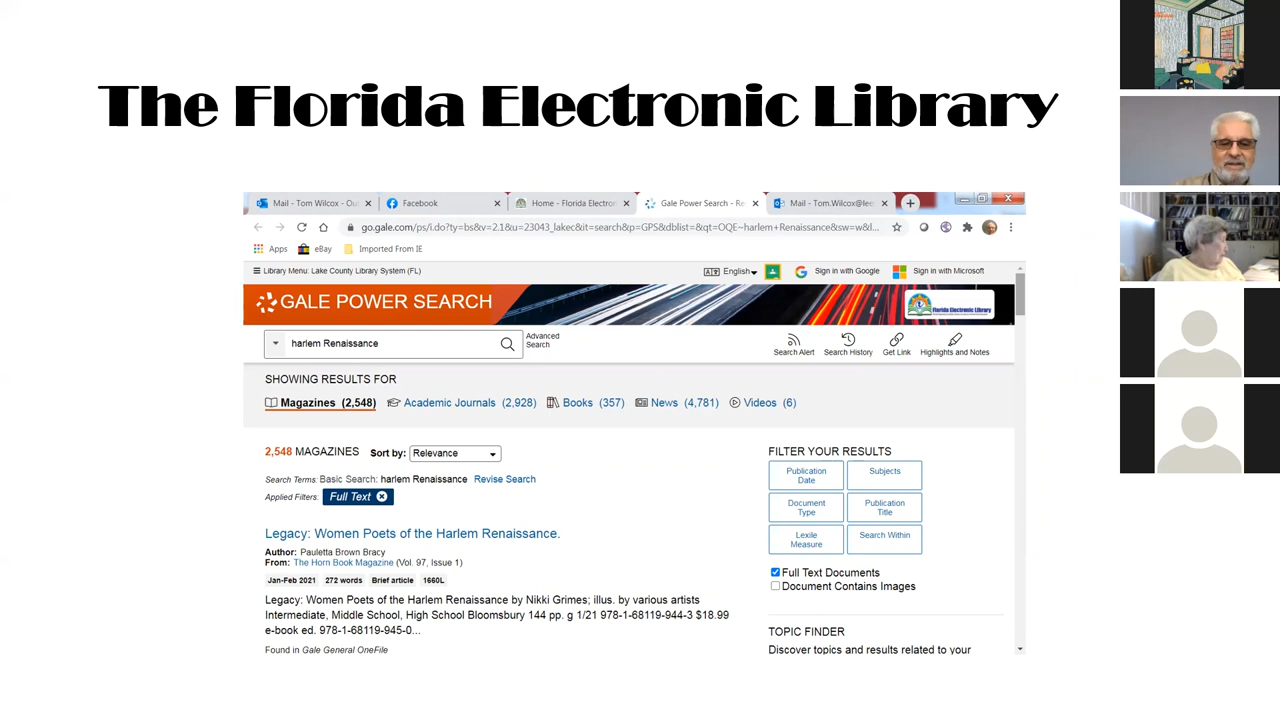 The Florida Electronic Library
Mail - Tom Wilcox - Ou
Facebook
Home - Florida Electron
Gale Power Search - Re
Mail - Tom.Wilcox@lee
go.gale.com/ps/i.do?ty=bs&v=2.1&u=23043_lakec&it=search&p=GPS&dblist=&qt=OQE~harlem+Renaissance&sw=w&l...
Apps
eBay
Imported From IE
Library Menu: Lake County Library System (FL)
English
Sign in with Google
Sign in with Microsoft
GALE POWER SEARCH
Florida Electronic Library
harlem Renaissance
Advanced
Search
Search Alert
Search History
Get Link
Highlights and Notes
SHOWING RESULTS FOR
Magazines (2,548)
Academic Journals (2,928)
Books (357)
News (4,781)
Videos (6)
2,548 MAGAZINES
Sort by: Relevance
Search Terms: Basic Search: harlem Renaissance Revise Search
Applied Filters: Full Text
Legacy: Women Poets of the Harlem Renaissance.
Author: Pauletta Brown Bracy
From: The Horn Book Magazine (Vol. 97, Issue 1)
Jan-Feb 2021 272 words Brief article 1660L
Legacy: Women Poets of the Harlem Renaissance by Nikki Grimes; illus. by various artists
Intermediate, Middle School, High School Bloomsbury 144 pp. g 1/21 978-1-68119-944-3 $18.99
e-book ed. 978-1-68119-945-0...
Found in Gale General OneFile
FILTER YOUR RESULTS
Publication
Date
Subjects
Document
Type
Publication
Title
Lexile
Measure
Search Within
Full Text Documents
Document Contains Images
TOPIC FINDER
Discover topics and results related to your